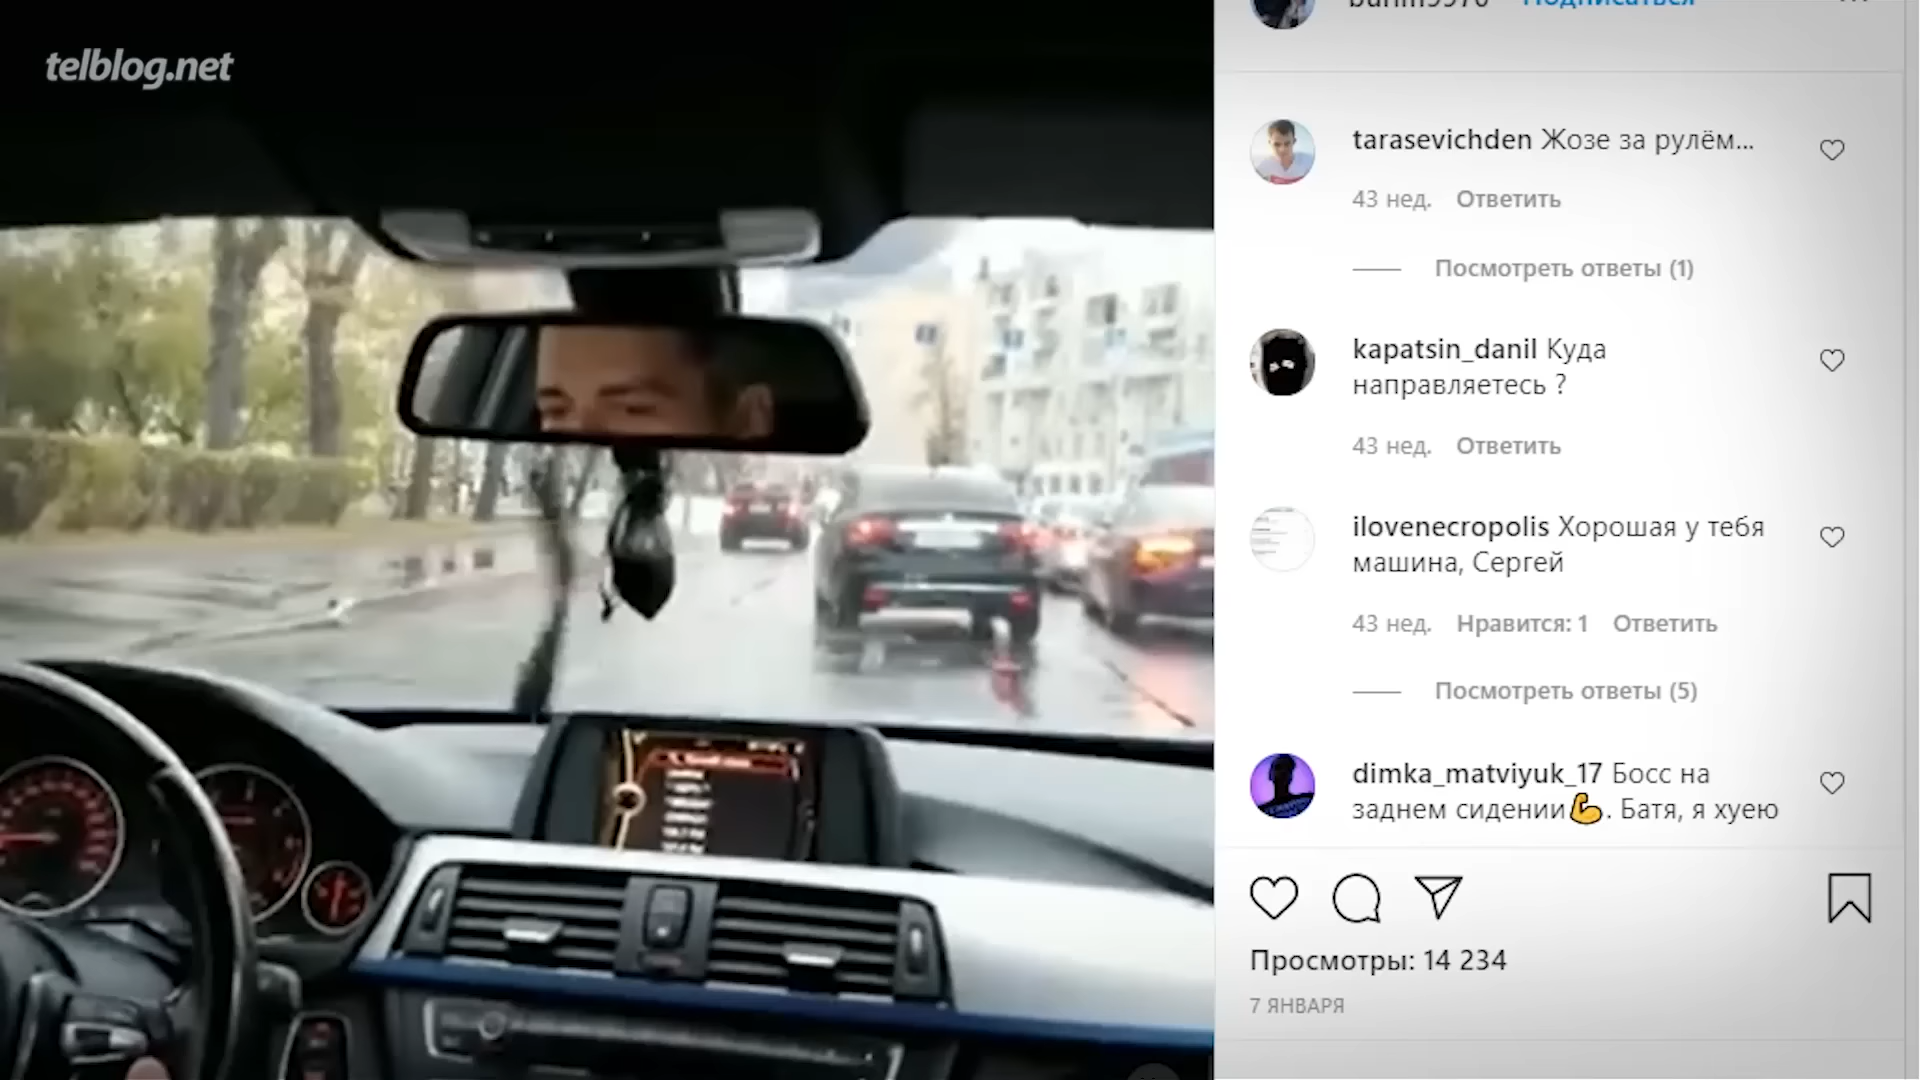 telblog.net
Подписаться
tarasevichden Жозе за рулём...
43 нед. Ответить
Посмотреть ответы (1)
kapatsin_danil Куда
направляетесь ?
43 нед. Ответить
ilovenecropolis Хорошая у тебя
машина, Сергей
43 нед. Нравится: 1 Ответить
Посмотреть ответы (5)
dimka_matviyuk_17 Босс на
заднем сидении💪. Батя, я хуею
Просмотры: 14 234
7 ЯНВАРЯ